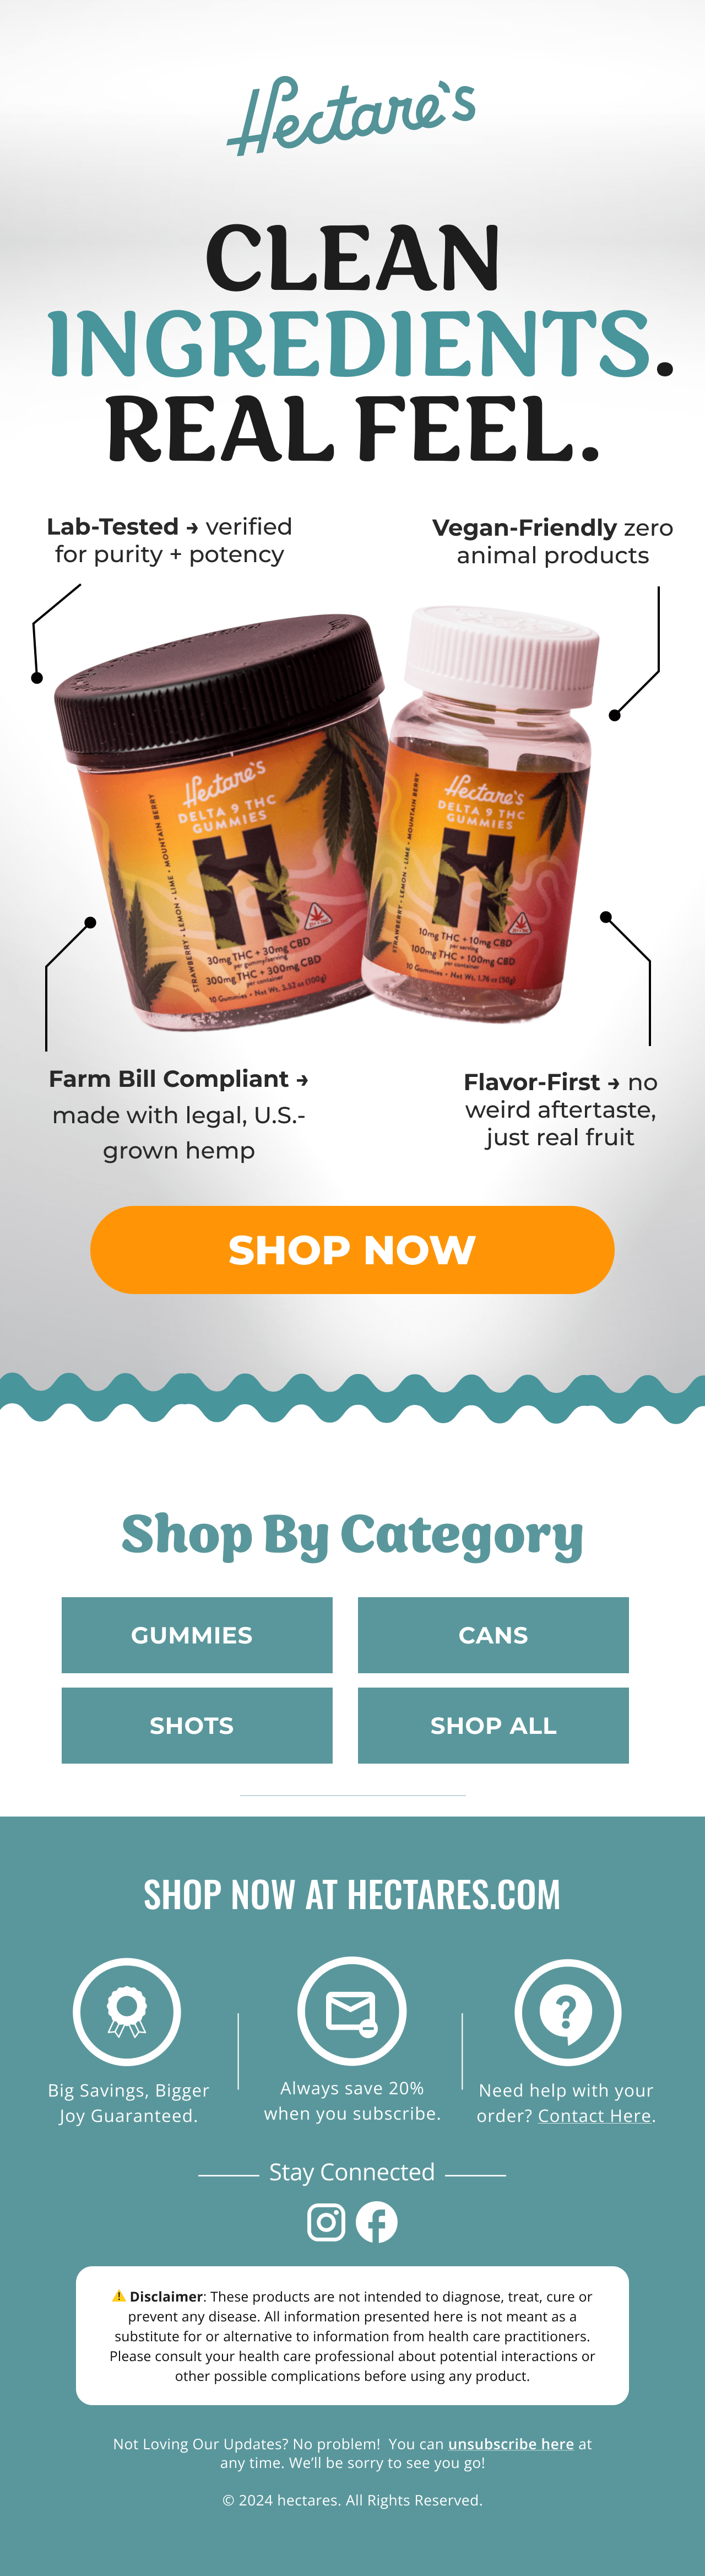 Hectare's
CLEAN
INGREDIENTS.
REAL FEEL.
Lab-Tested → verified
for purity + potency
Vegan-Friendly zero
animal products
Hectare's
DELTA 9 THC
GUMMIES
STRAWBERRY • LEMON • LIME • MOUNTAIN BERRY
H
30mg THC + 30mg CBD
per gummy/serving
300mg THC + 300mg CBD
per container
10 Gummies • Net Wt. 3.52 oz (100g)
Hectare's
DELTA 9 THC
GUMMIES
STRAWBERRY • LEMON • LIME • MOUNTAIN BERRY
H
10mg THC + 10mg CBD
per serving
100mg THC + 100mg CBD
per container
10 Gummies • Net Wt. 1.76 oz (50g)
Farm Bill Compliant →
made with legal, U.S.-
grown hemp
Flavor-First → no
weird aftertaste,
just real fruit
SHOP NOW
Shop By Category
GUMMIES
CANS
SHOTS
SHOP ALL
SHOP NOW AT HECTARES.COM
Big Savings, Bigger
Joy Guaranteed.
Always save 20%
when you subscribe.
Need help with your
order? Contact Here.
Stay Connected
⚠️ Disclaimer: These products are not intended to diagnose, treat, cure or
prevent any disease. All information presented here is not meant as a
substitute for or alternative to information from health care practitioners.
Please consult your health care professional about potential interactions or
other possible complications before using any product.
Not Loving Our Updates? No problem! You can unsubscribe here at
any time. We'll be sorry to see you go!
© 2024 hectares. All Rights Reserved.